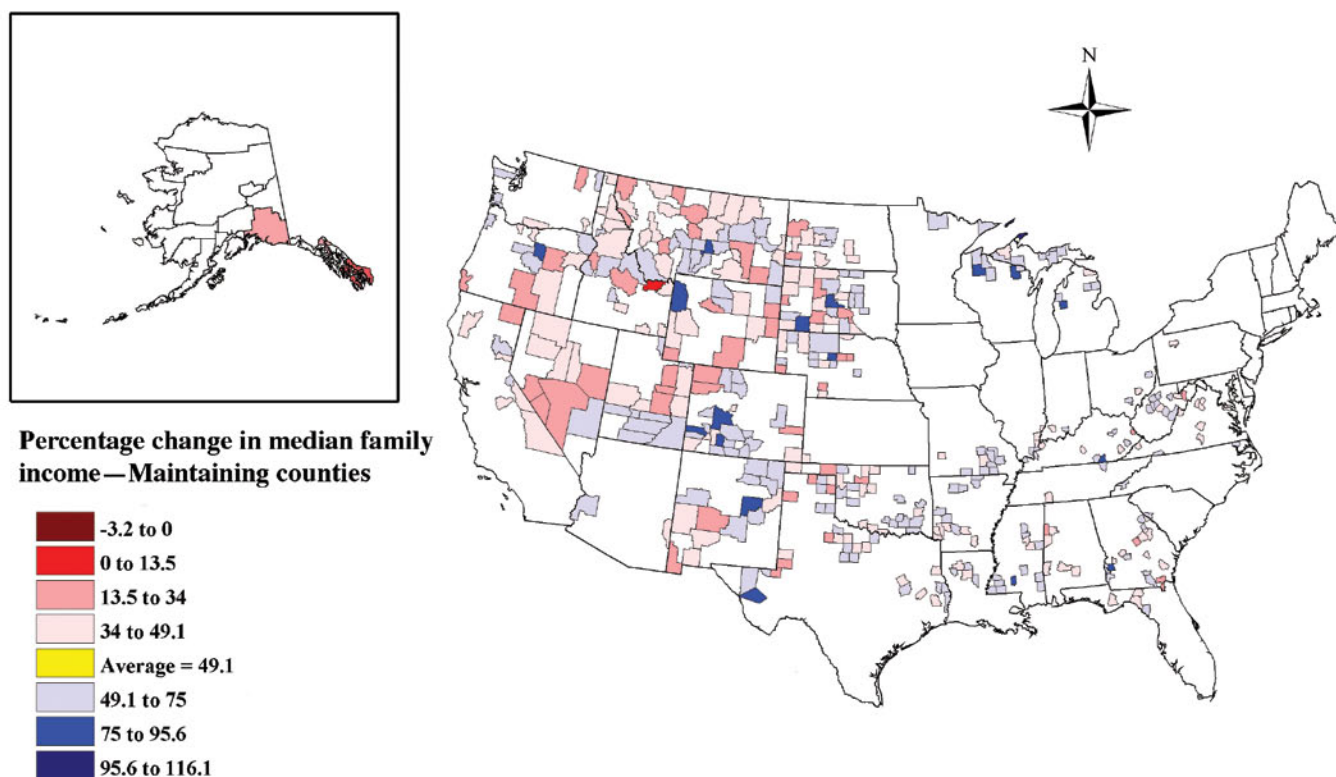 N
Percentage change in median family
income—Maintaining counties
-3.2 to 0
0 to 13.5
13.5 to 34
34 to 49.1
Average = 49.1
49.1 to 75
75 to 95.6
95.6 to 116.1